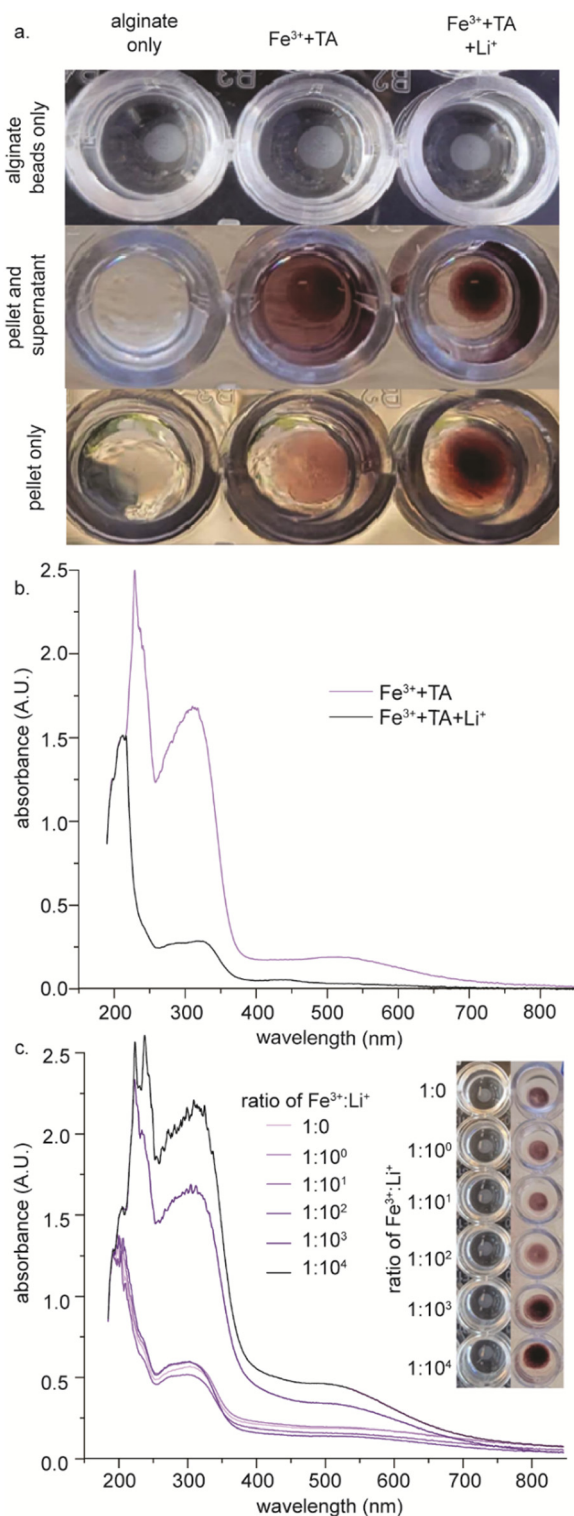 a.
alginate
only
Fe³⁺+TA
Fe³⁺+TA
+Li⁺
alginate
beads only
pellet and
supernatant
pellet only
b.
2.5
2.0
1.5
1.0
0.5
0
absorbance (A.U.)
Fe³⁺+TA
Fe³⁺+TA+Li⁺
200 300 400 500 600 700 800
wavelength (nm)
c.
2.5
2.0
1.5
1.0
0.5
0.0
absorbance (A.U.)
ratio of Fe³⁺:Li⁺
1:0
1:10⁰
1:10¹
1:10²
1:10³
1:10⁴
ratio of Fe³⁺:Li⁺
1:0
1:10⁰
1:10¹
1:10²
1:10³
1:10⁴
200 300 400 500 600 700 800
wavelength (nm)